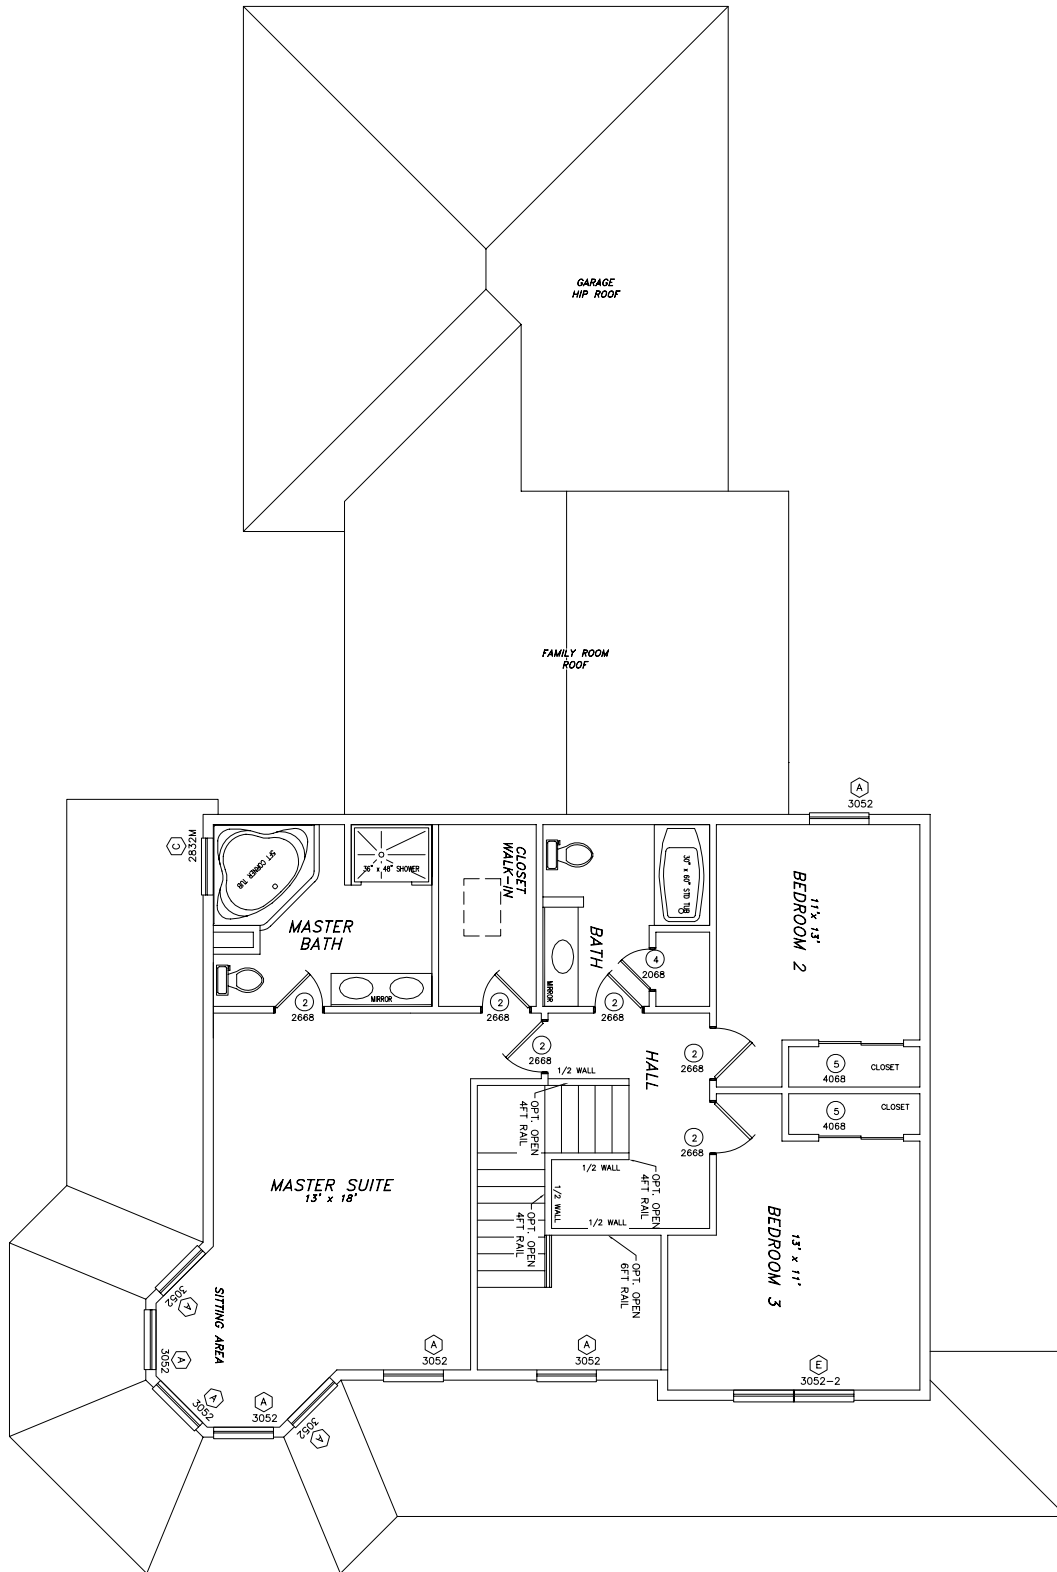 GARAGE
HIP ROOF
FAMILY ROOM
ROOF
A
3052
C
2832M
5FT CORNER TUB
36" x 48" SHOWER
CLOSET
WALK-IN
30" x 60" STD TUB
11' x 13'
BEDROOM 2
MASTER
BATH
BATH
MIRROR
MIRROR
4
2068
2
2668
2
2668
2
2668
2
2668
HALL
2
2668
5
4068
CLOSET
5
4068
CLOSET
2
2668
1/2 WALL
OPT. OPEN
4FT RAIL
1/2 WALL
OPT. OPEN
4FT RAIL
1/2 WALL
OPT. OPEN
4FT RAIL
1/2 WALL
OPT. OPEN
6FT RAIL
MASTER SUITE
13' x 18'
13' x 11'
BEDROOM 3
SITTING AREA
A
3052
A
3052
A
3052
A
3052
A
3052
A
3052
A
3052
E
3052-2